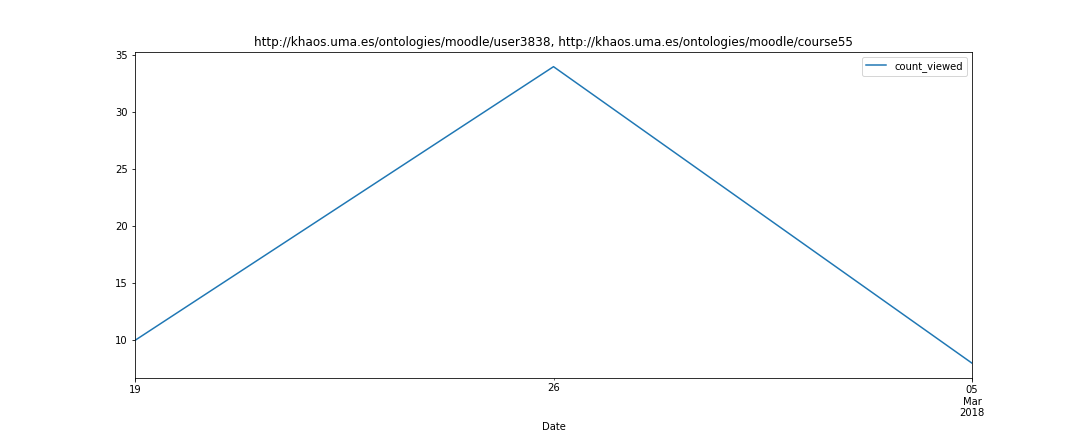 http://khaos.uma.es/ontologies/moodle/user3838, http://khaos.uma.es/ontologies/moodle/course55
35
count_viewed
30
25
20
15
10
19
26
05
Mar
2018
Date